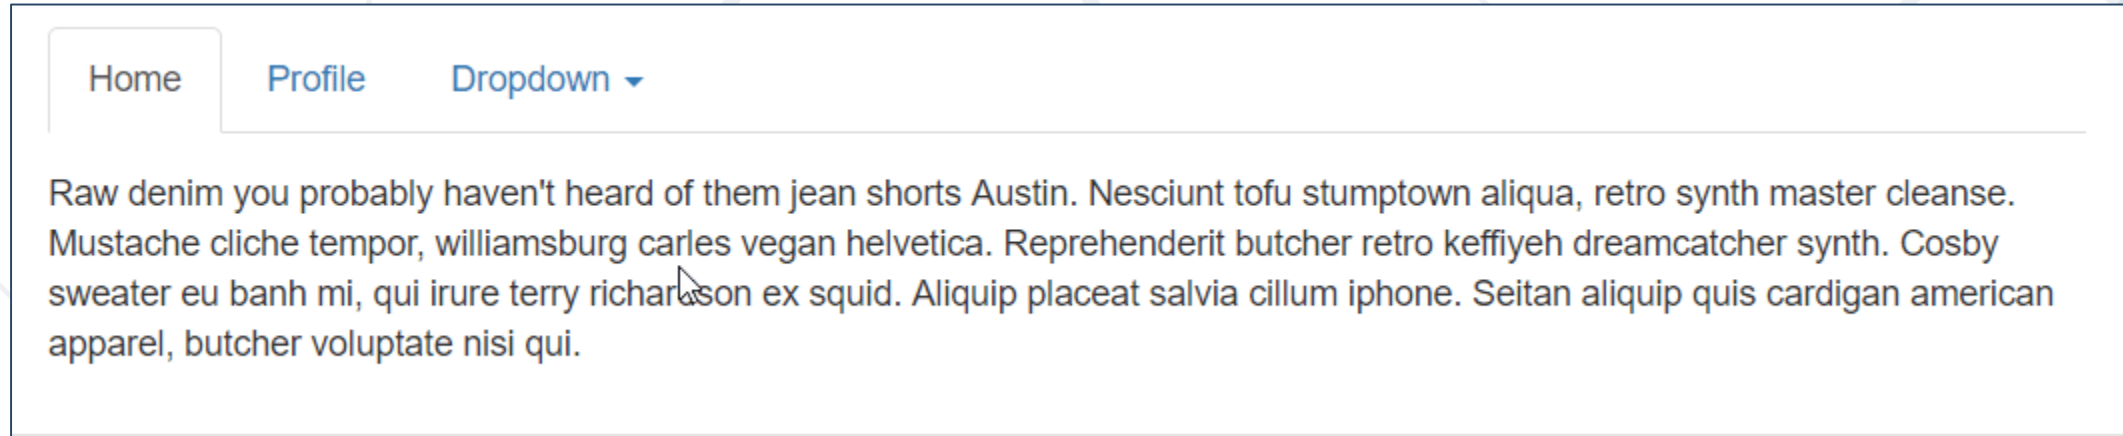 Home Profile Dropdown
Raw denim you probably haven't heard of them jean shorts Austin. Nesciunt tofu stumptown aliqua, retro synth master cleanse.
Mustache cliche tempor, williamsburg carles vegan helvetica. Reprehenderit butcher retro keffiyeh dreamcatcher synth. Cosby
sweater eu banh mi, qui irure terry richardson ex squid. Aliquip placeat salvia cillum iphone. Seitan aliquip quis cardigan american
apparel, butcher voluptate nisi qui.